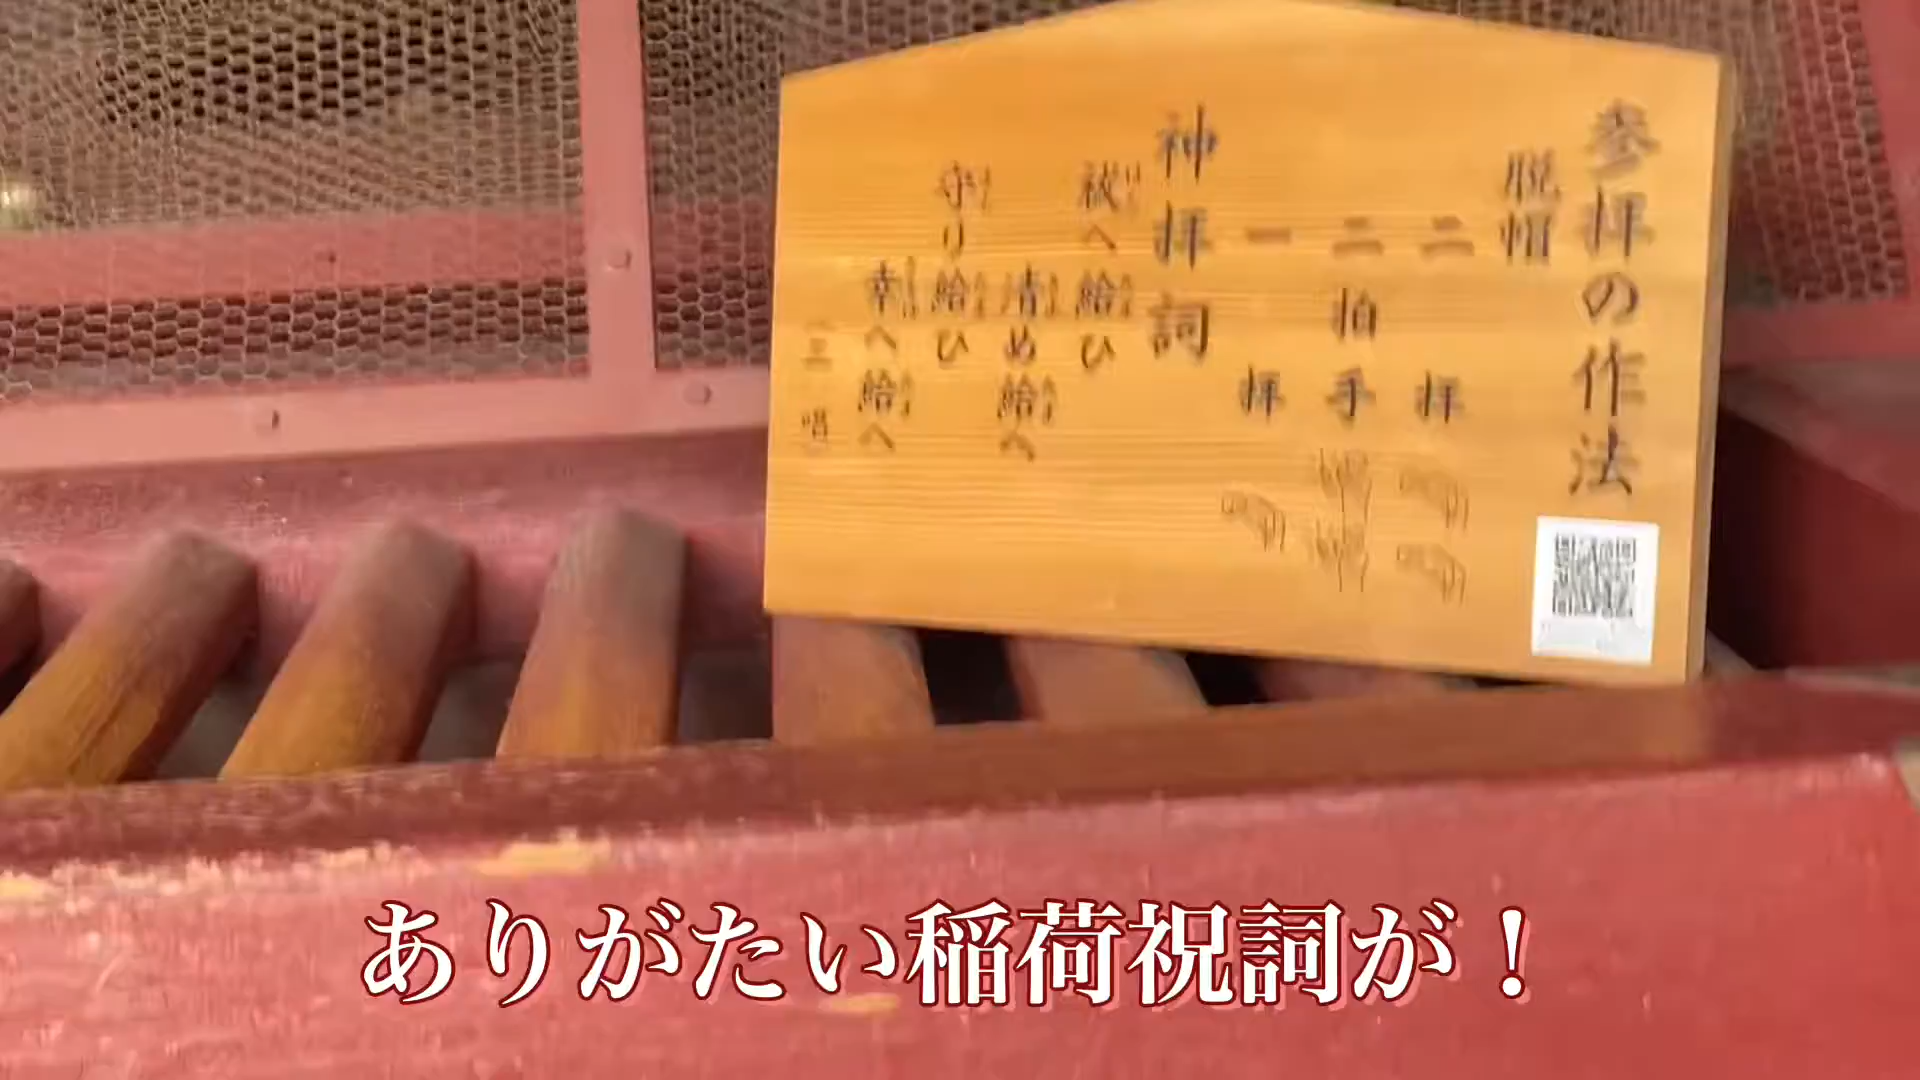 参拝の作法
脱帽
二拝
二拍手
一拝
神拝詞
祓へ給ひ
清め給へ
守り給ひ
幸へ給へ
三唱
ありがたい稲荷祝詞が！